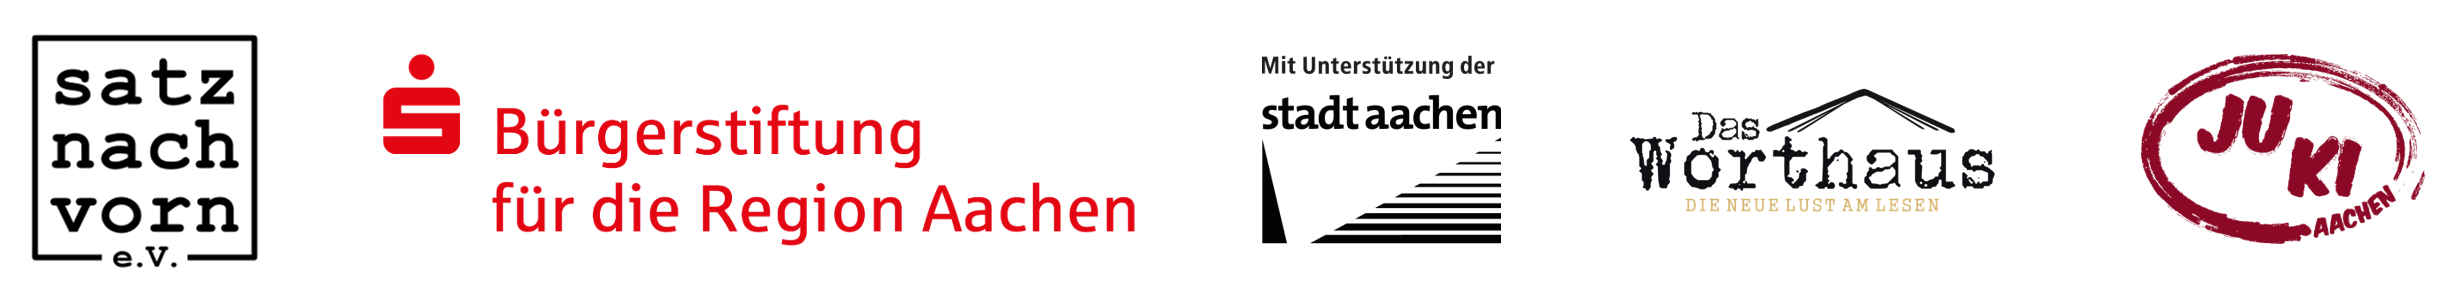 satz
nach
vorn
e.V.
Bürgerstiftung
für die Region Aachen
Mit Unterstützung der
stadt aachen
Das
Worthaus
DIE NEUE LUST AM LESEN
JU
KI
AACHEN